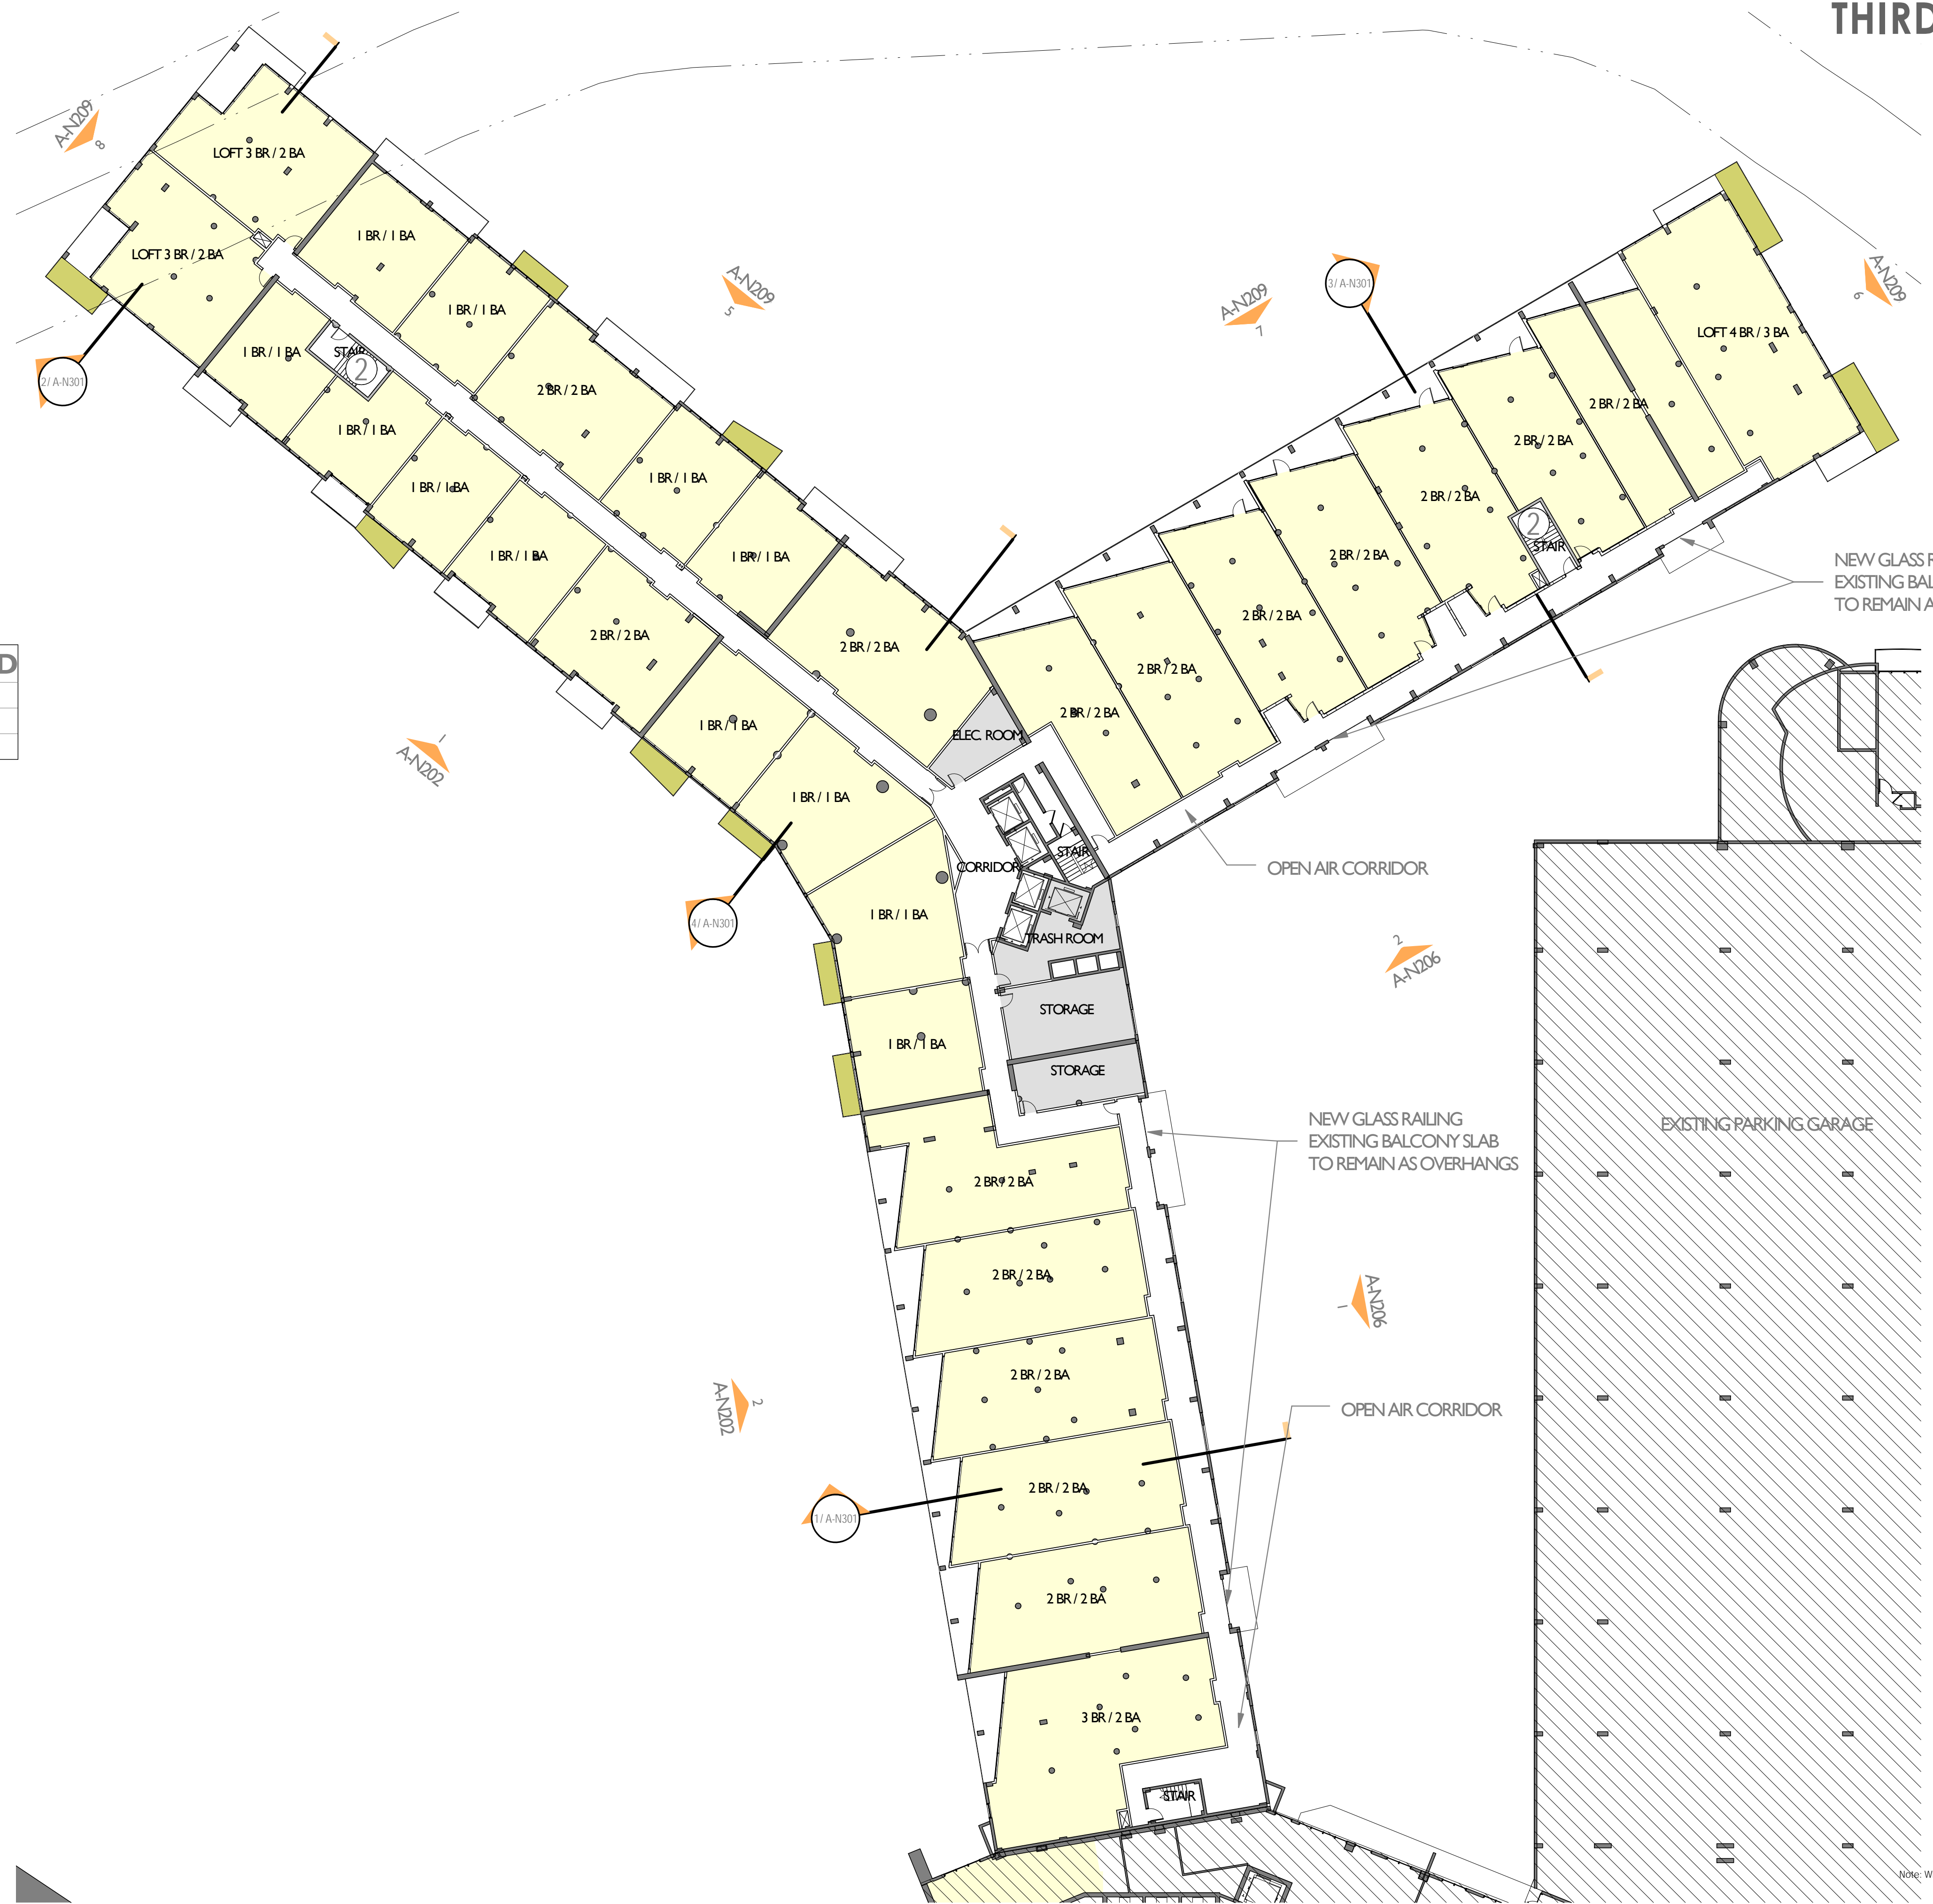 THIRD
A-N209
8
LOFT 3 BR / 2 BA
LOFT 3 BR / 2 BA
1 BR / 1 BA
1 BR / 1 BA
A-N209
5
A-N209
7
3/ A-N301
A-N209
6
LOFT 4 BR / 3 BA
1 BR / 1 BA
STAIR
2
2/ A-N301
2 BR / 2 BA
2 BR / 2 BA
1 BR / 1 BA
2 BR / 2 BA
1 BR / 1 BA
1 BR / 1 BA
2 BR / 2 BA
2
STAIR
1 BR / 1 BA
1 BR / 1 BA
2 BR / 2 BA
NEW GLASS R
EXISTING BAL
TO REMAIN A
2 BR / 2 BA
2 BR / 2 BA
2 BR / 2 BA
D
2 BR / 2 BA
2 BR / 2 BA
1 BR / 1 BA
ELEC. ROOM
1
A-N202
1 BR / 1 BA
CORRIDOR
STAIR
OPEN AIR CORRIDOR
4/ A-N301
1 BR / 1 BA
TRASH ROOM
2
A-N206
STORAGE
1 BR / 1 BA
STORAGE
NEW GLASS RAILING
EXISTING BALCONY SLAB
TO REMAIN AS OVERHANGS
EXISTING PARKING GARAGE
2 BR / 2 BA
2 BR / 2 BA
1
A-N206
2 BR / 2 BA
A-N202
2
OPEN AIR CORRIDOR
2 BR / 2 BA
1/ A-N301
2 BR / 2 BA
3 BR / 2 BA
STAIR
Note: W